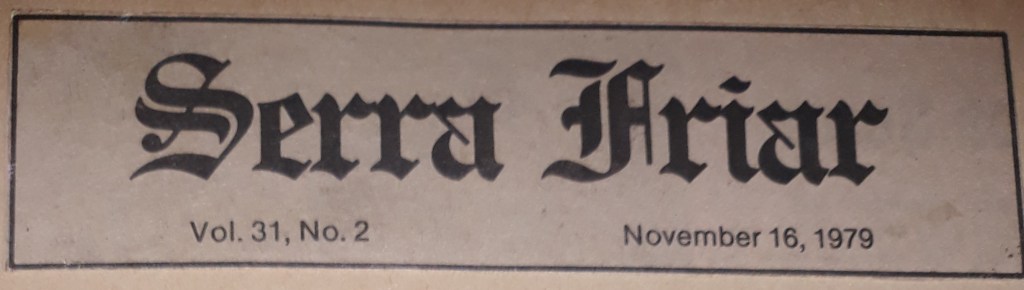 Serra Friar
Vol. 31, No. 2 November 16, 1979